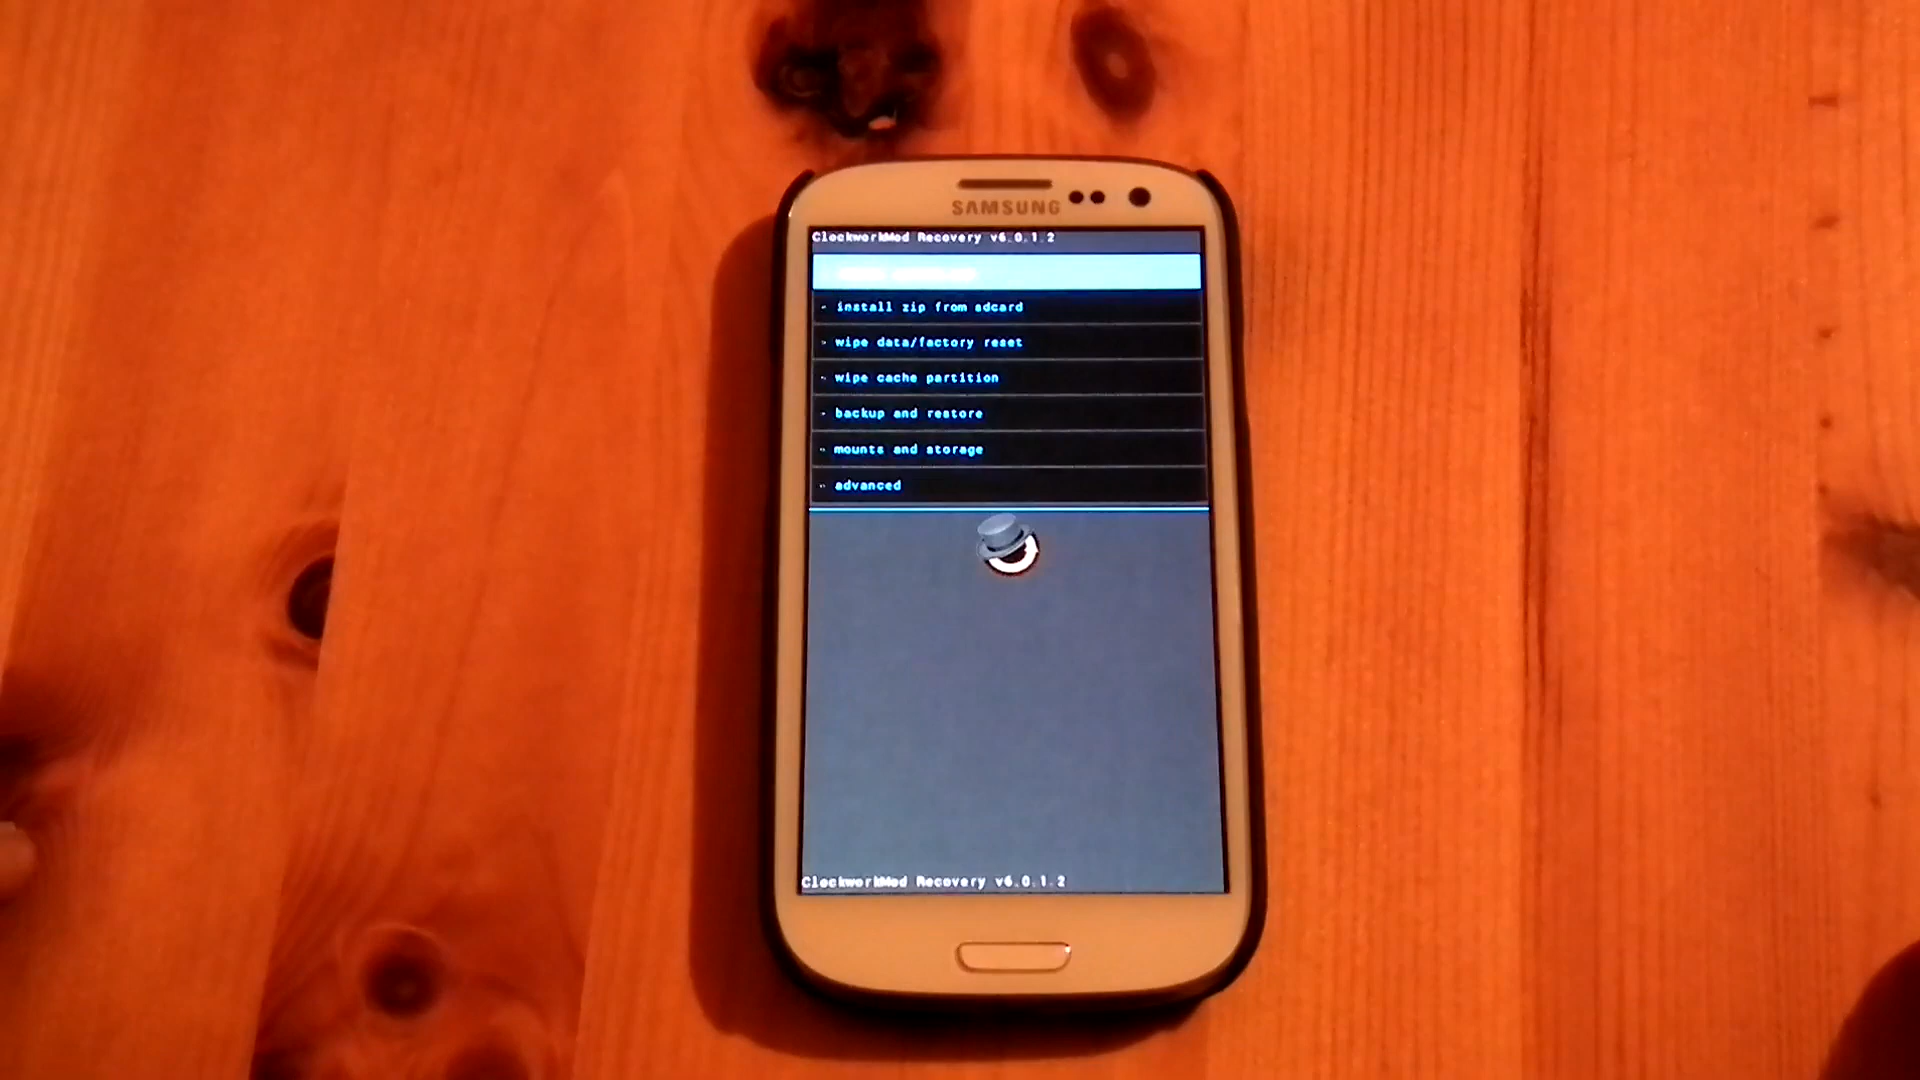 SAMSUNG
ClockworkMod Recovery v6.0.1.2
- install zip from sdcard
- wipe data/factory reset
- wipe cache partition
- backup and restore
- mounts and storage
- advanced
ClockworkMod Recovery v6.0.1.2